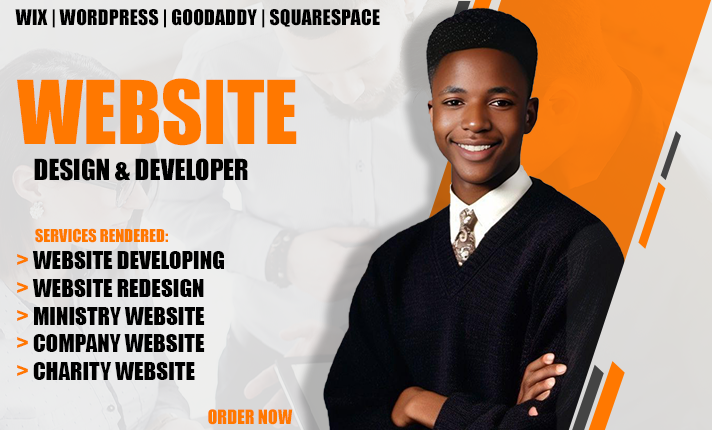 WIX | WORDPRESS | GOODADDY | SQUARESPACE
WEBSITE
DESIGN & DEVELOPER
SERVICES RENDERED:
> WEBSITE DEVELOPING
> WEBSITE REDESIGN
> MINISTRY WEBSITE
> COMPANY WEBSITE
> CHARITY WEBSITE
ORDER NOW